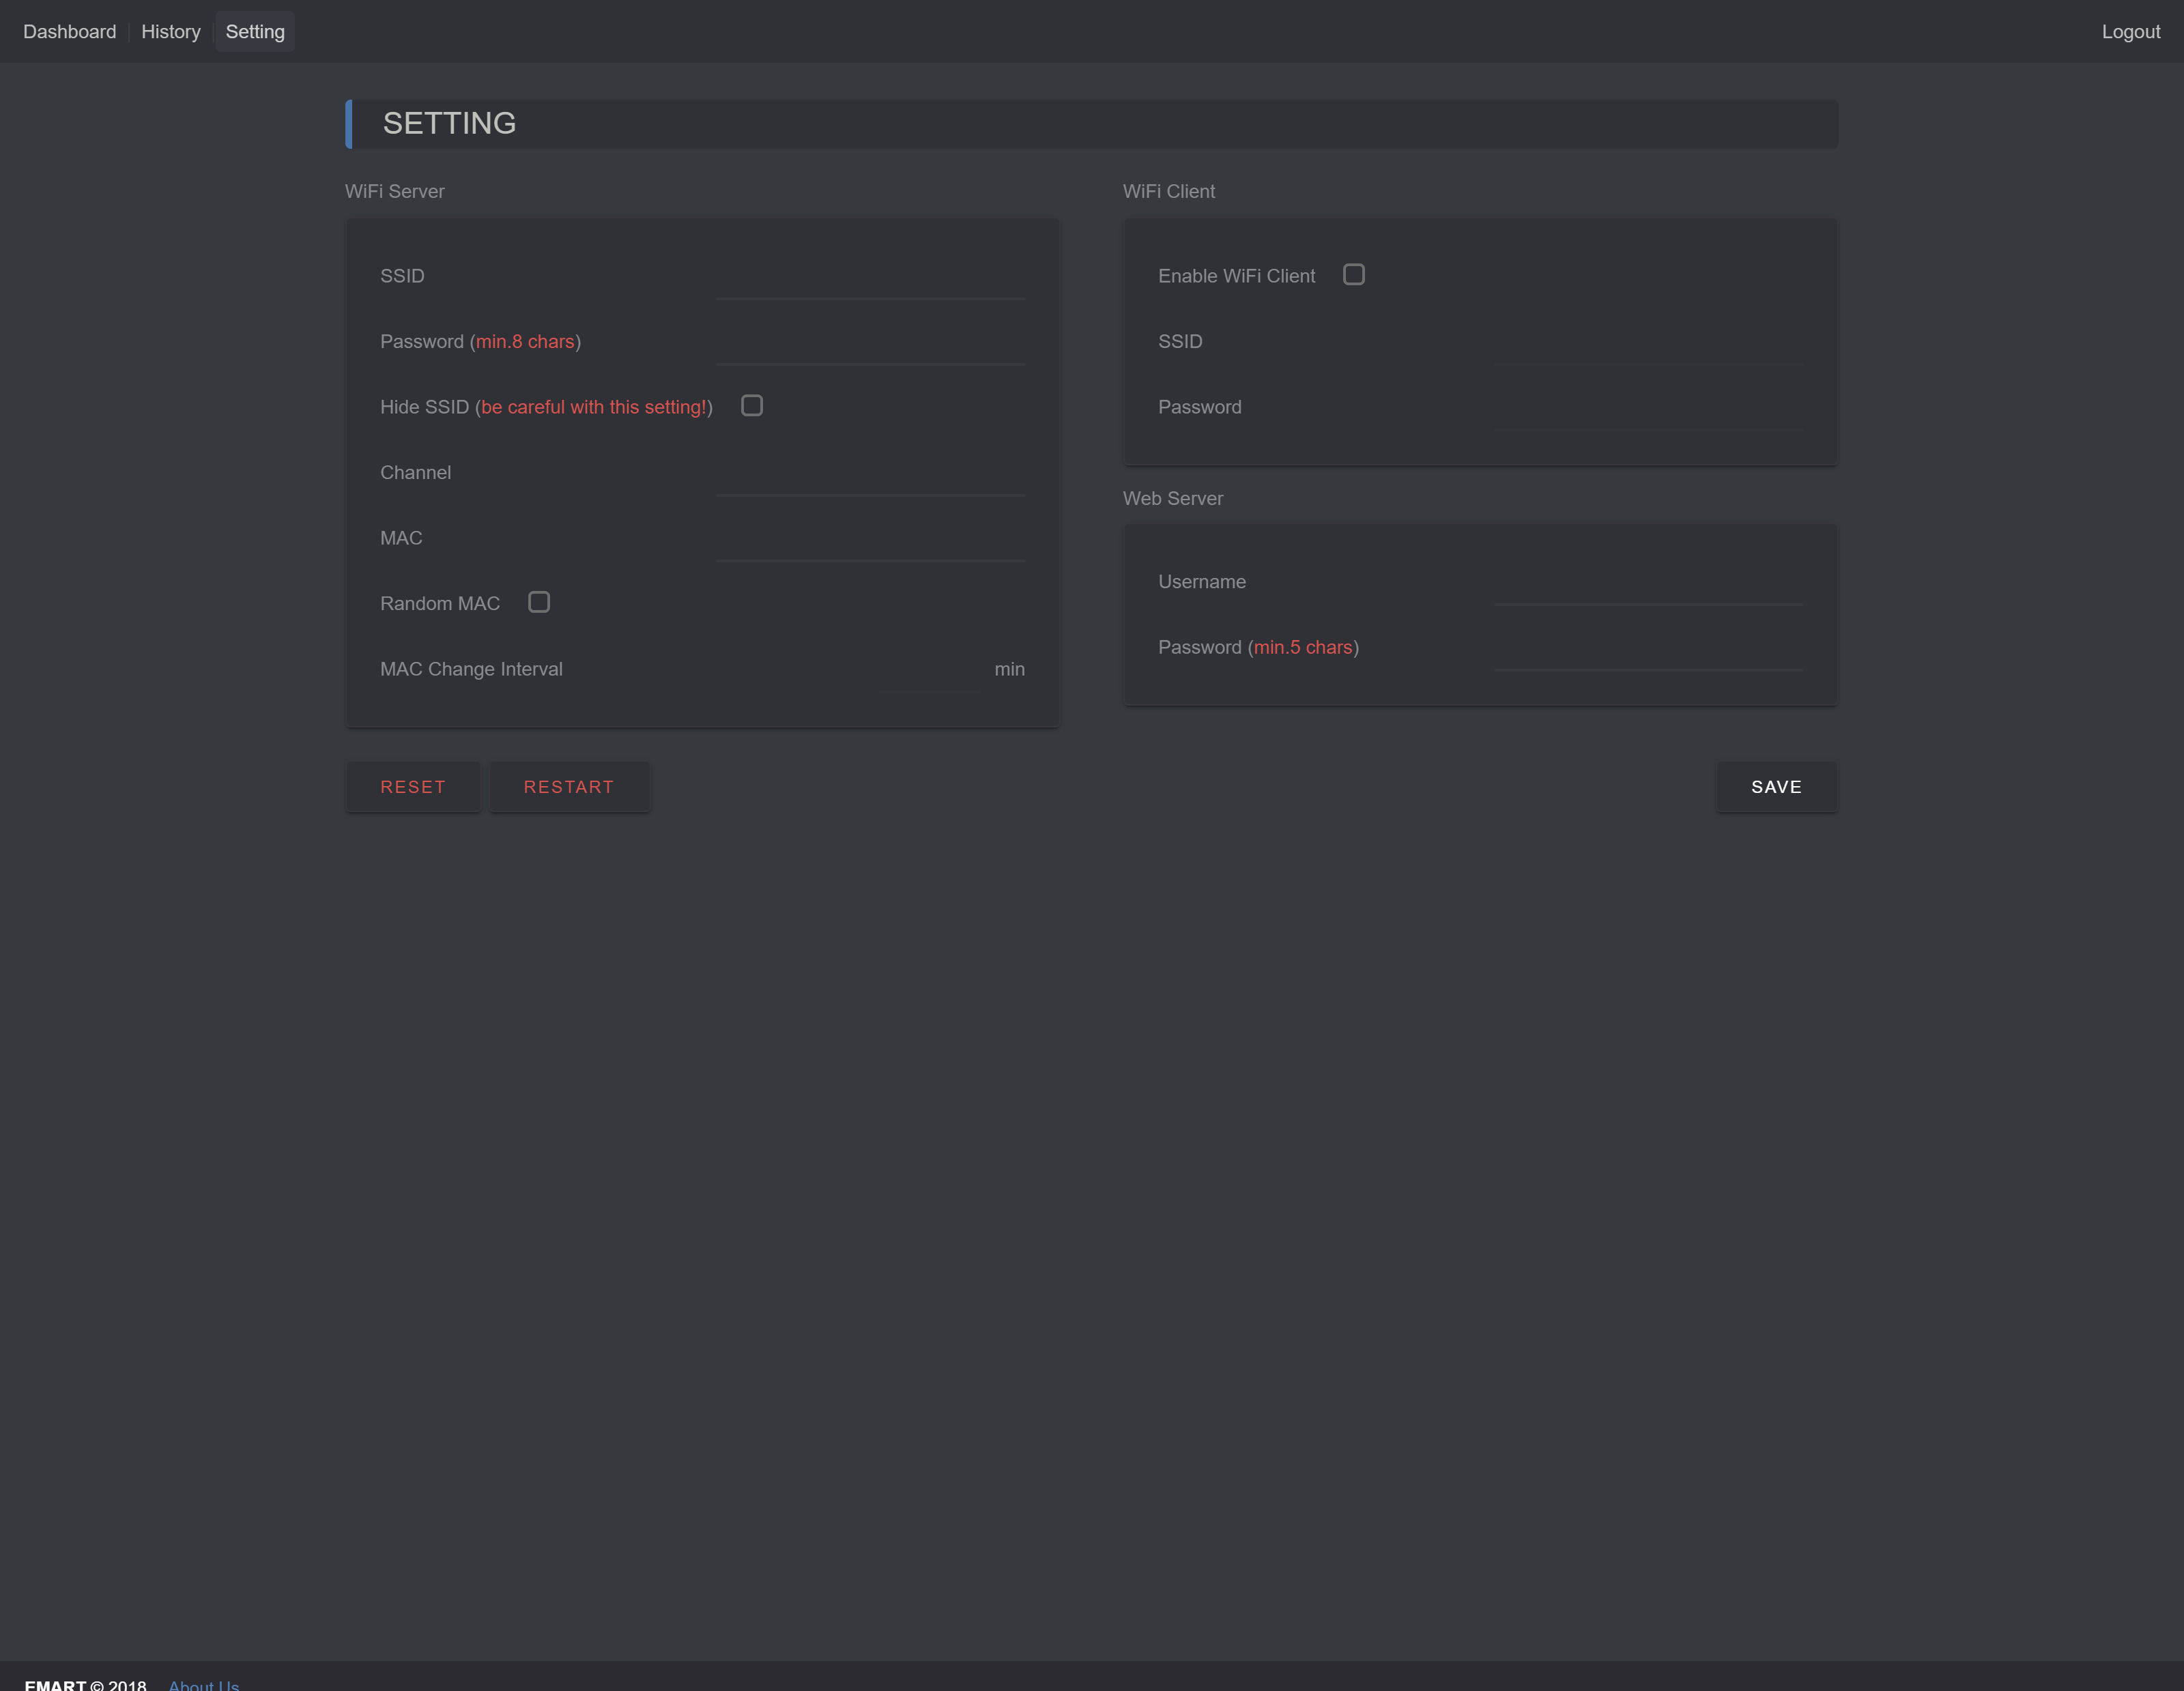 Dashboard History Setting Logout
SETTING
WiFi Server
SSID
Password (min.8 chars)
Hide SSID (be careful with this setting!)
Channel
MAC
Random MAC
MAC Change Interval min
WiFi Client
Enable WiFi Client
SSID
Password
Web Server
Username
Password (min.5 chars)
RESET RESTART SAVE
EMART © 2018 About Us